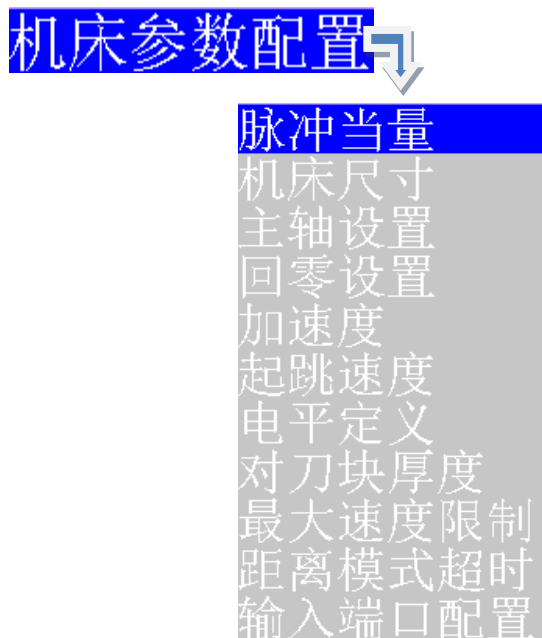 机床参数配置
脉冲当量
机床尺寸
主轴设置
回零设置
加速度
起跳速度
电平定义
对刀块厚度
最大速度限制
距离模式超时
输入端口配置